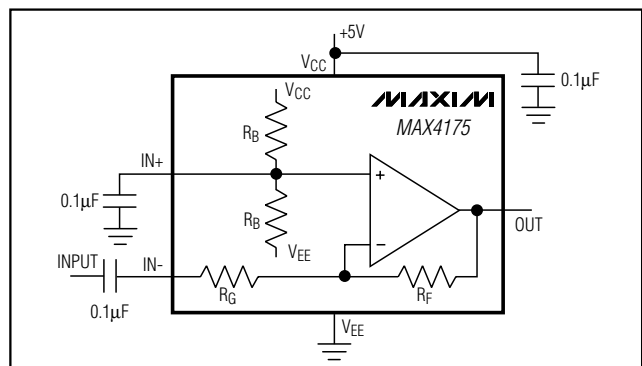 +5V
VCC
0.1µF
VCC
MAXIM
MAX4175
RB
IN+
+
0.1µF
RB
OUT
VEE
−
INPUT
IN-
RG
RF
0.1µF
VEE